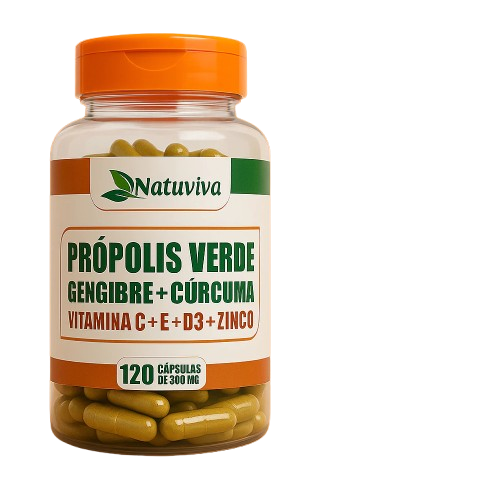 Natuviva
PRÓPOLIS VERDE
GENGIBRE+CÚRCUMA
VITAMINA C+E+D3+ZINCO
120 CÁPSULAS
DE 300 MG